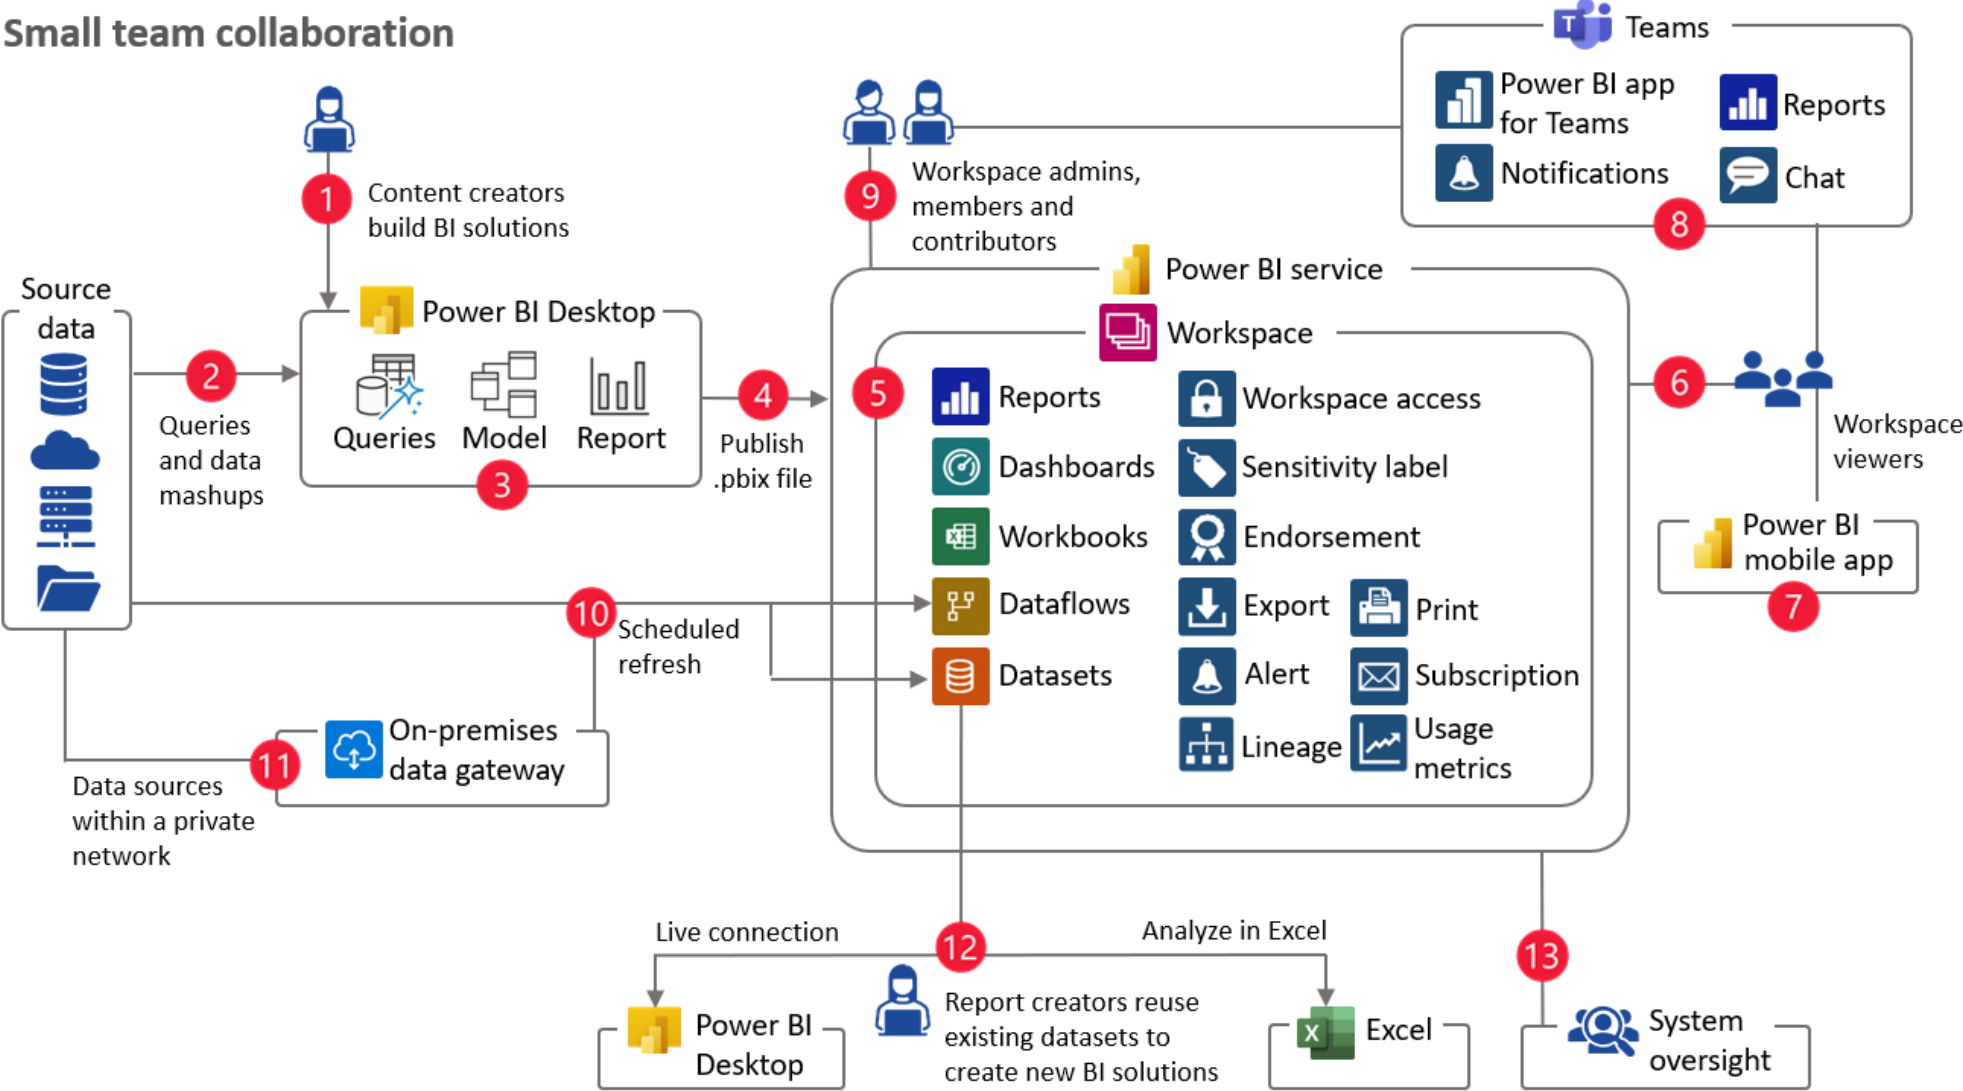 Small team collaboration
Teams
Power BI app
for Teams
Reports
Notifications
Chat
8
1
Content creators
build BI solutions
9
Workspace admins,
members and
contributors
Source
data
Power BI Desktop
2
Queries
and data
mashups
Queries
Model
Report
3
4
Publish
.pbix file
Power BI service
Workspace
5
Reports
Dashboards
Workbooks
Dataflows
Datasets
Workspace access
Sensitivity label
Endorsement
Export
Print
Alert
Subscription
Lineage
Usage
metrics
6
Workspace
viewers
Power BI
mobile app
7
10
Scheduled
refresh
11
On-premises
data gateway
Data sources
within a private
network
Live connection
12
Analyze in Excel
Power BI
Desktop
Report creators reuse
existing datasets to
create new BI solutions
Excel
13
System
oversight